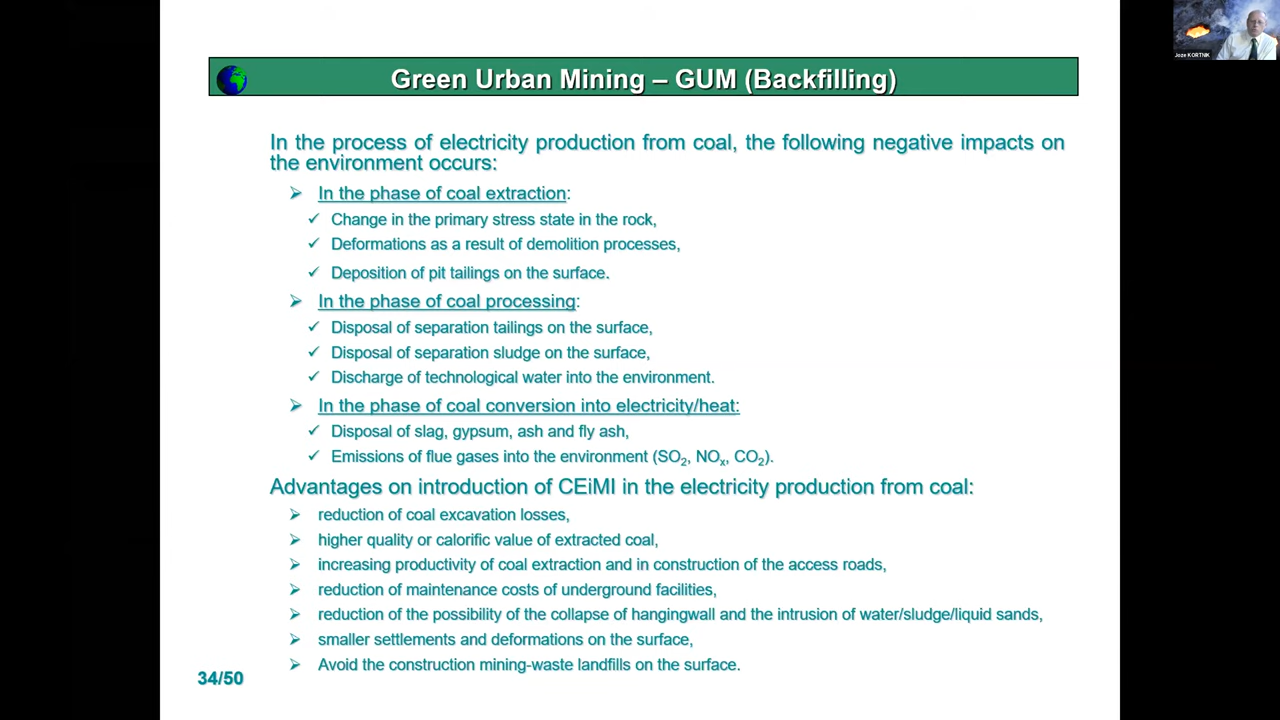 Joze KORTNIK
Green Urban Mining – GUM (Backfilling)
In the process of electricity production from coal, the following negative impacts on
the environment occurs:
➢ In the phase of coal extraction:
✓ Change in the primary stress state in the rock,
✓ Deformations as a result of demolition processes,
✓ Deposition of pit tailings on the surface.
➢ In the phase of coal processing:
✓ Disposal of separation tailings on the surface,
✓ Disposal of separation sludge on the surface,
✓ Discharge of technological water into the environment.
➢ In the phase of coal conversion into electricity/heat:
✓ Disposal of slag, gypsum, ash and fly ash,
✓ Emissions of flue gases into the environment (SO₂, NOₓ, CO₂).
Advantages on introduction of CEiMI in the electricity production from coal:
➢ reduction of coal excavation losses,
➢ higher quality or calorific value of extracted coal,
➢ increasing productivity of coal extraction and in construction of the access roads,
➢ reduction of maintenance costs of underground facilities,
➢ reduction of the possibility of the collapse of hangingwall and the intrusion of water/sludge/liquid sands,
➢ smaller settlements and deformations on the surface,
➢ Avoid the construction mining-waste landfills on the surface.
34/50